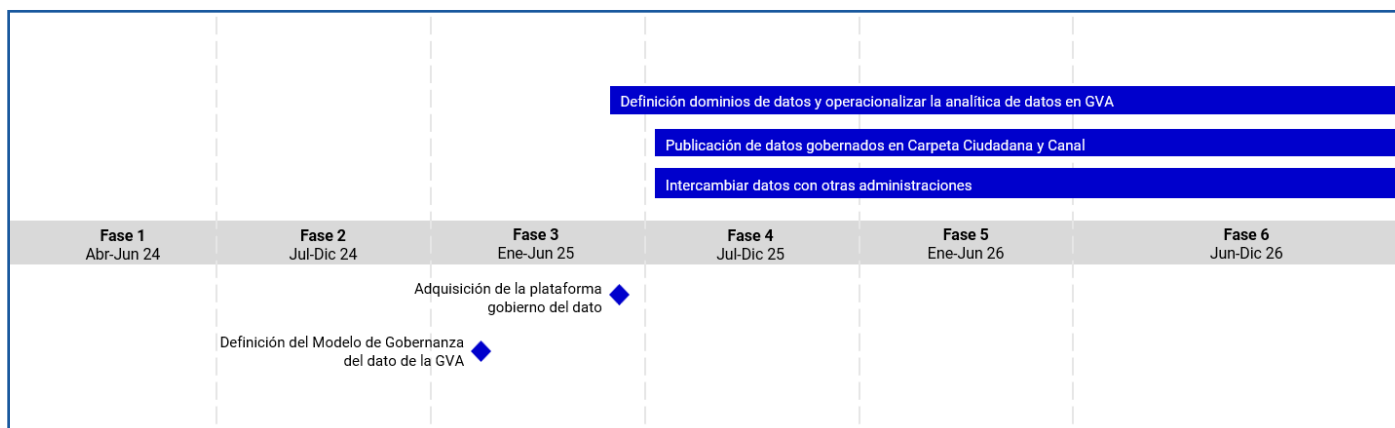 Definición dominios de datos y operacionalizar la analítica de datos en GVA
Publicación de datos gobernados en Carpeta Ciudadana y Canal
Intercambiar datos con otras administraciones
Fase 1
Abr-Jun 24
Fase 2
Jul-Dic 24
Fase 3
Ene-Jun 25
Fase 4
Jul-Dic 25
Fase 5
Ene-Jun 26
Fase 6
Jun-Dic 26
Adquisición de la plataforma
gobierno del dato
Definición del Modelo de Gobernanza
del dato de la GVA